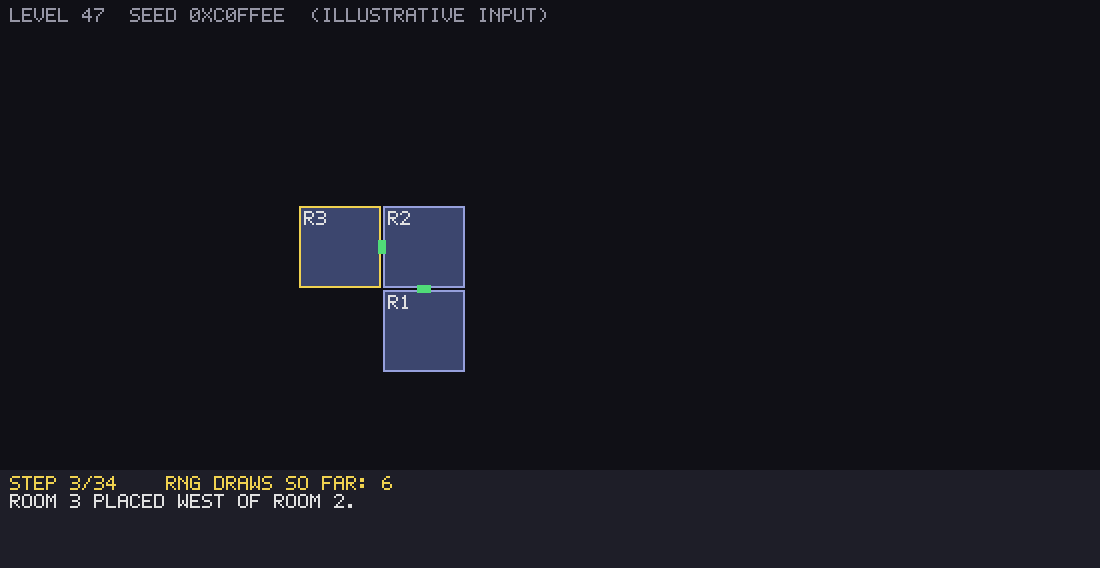 LEVEL 47  SEED 0XC0FFEE  (ILLUSTRATIVE INPUT)
R3
R2
R1
STEP 3/34    RNG DRAWS SO FAR: 6
ROOM 3 PLACED WEST OF ROOM 2.